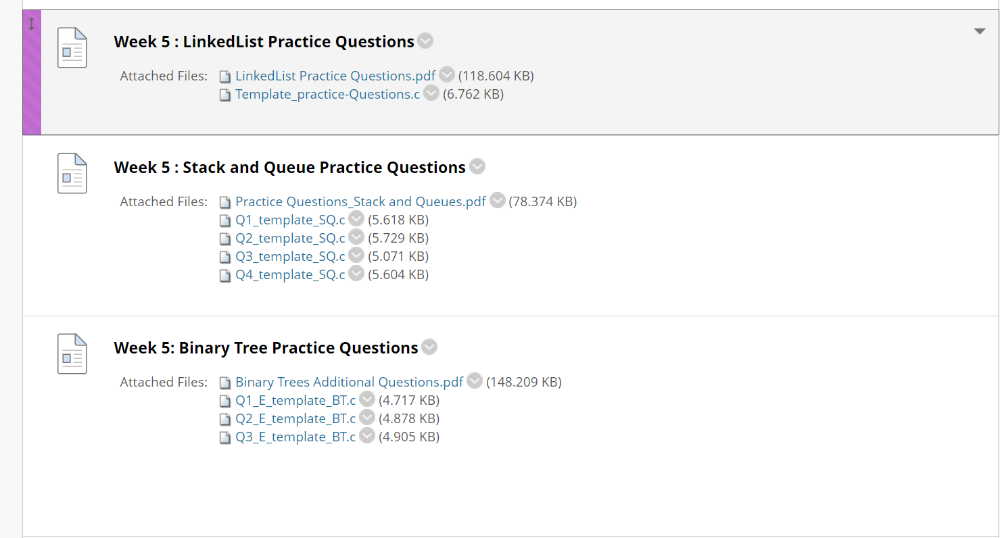 Week 5 : LinkedList Practice Questions
Attached Files: LinkedList Practice Questions.pdf (118.604 KB)
Template_practice-Questions.c (6.762 KB)
Week 5 : Stack and Queue Practice Questions
Attached Files: Practice Questions_Stack and Queues.pdf (78.374 KB)
Q1_template_SQ.c (5.618 KB)
Q2_template_SQ.c (5.729 KB)
Q3_template_SQ.c (5.071 KB)
Q4_template_SQ.c (5.604 KB)
Week 5: Binary Tree Practice Questions
Attached Files: Binary Trees Additional Questions.pdf (148.209 KB)
Q1_E_template_BT.c (4.717 KB)
Q2_E_template_BT.c (4.878 KB)
Q3_E_template_BT.c (4.905 KB)